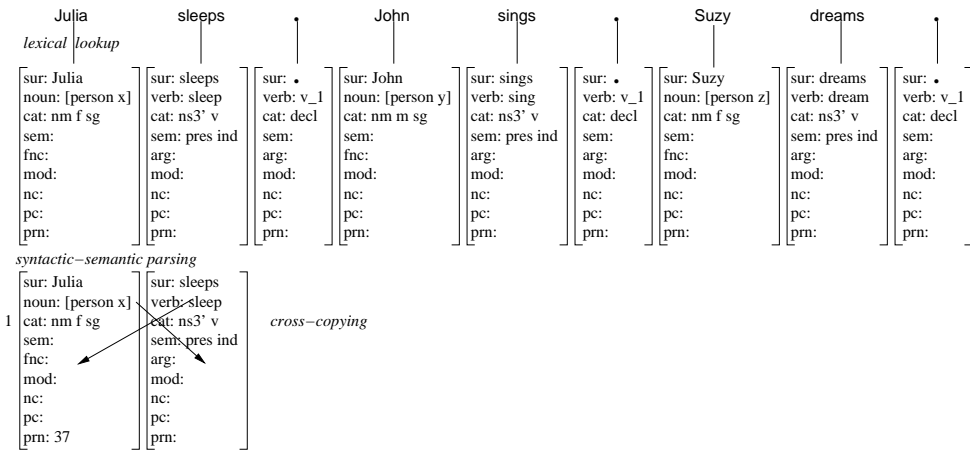 Julia sleeps . John sings . Suzy dreams .
lexical lookup
sur: Julia sur: sleeps sur: . sur: John sur: sings sur: . sur: Suzy sur: dreams sur: .
noun: [person x] verb: sleep verb: v_1 noun: [person y] verb: sing verb: v_1 noun: [person z] verb: dream verb: v_1
cat: nm f sg cat: ns3' v cat: decl cat: nm m sg cat: ns3' v cat: decl cat: nm f sg cat: ns3' v cat: decl
sem: sem: pres ind sem: sem: sem: pres ind sem: sem: sem: pres ind sem:
fnc: arg: arg: fnc: arg: arg: fnc: arg: arg:
mod: mod: mod: mod: mod: mod: mod: mod: mod:
nc: nc: nc: nc: nc: nc: nc: nc: nc:
pc: pc: pc: pc: pc: pc: pc: pc: pc:
prn: prn: prn: prn: prn: prn: prn: prn: prn:
syntactic−semantic parsing
sur: Julia sur: sleeps
noun: [person x] verb: sleep
1 cat: nm f sg cat: ns3' v cross−copying
sem: sem: pres ind
fnc: arg:
mod: mod:
nc: nc:
pc: pc:
prn: 37 prn: